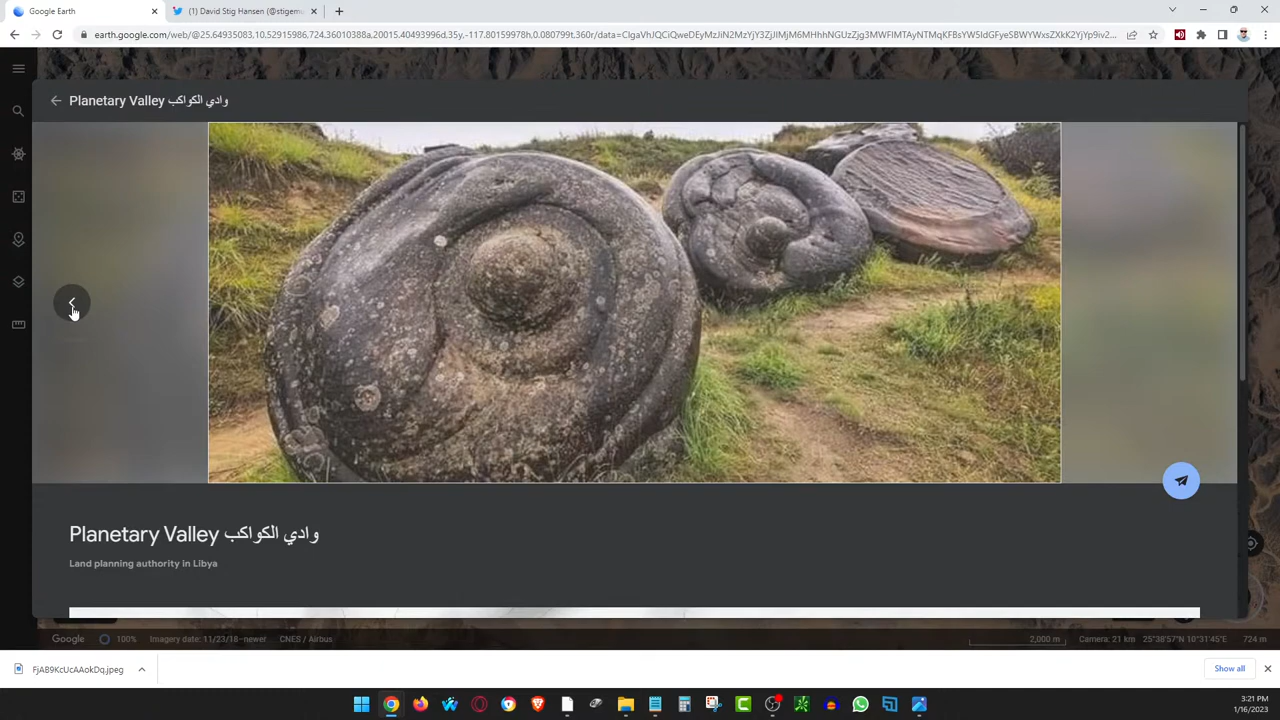 Google Earth
(1) David Stig Hansen (@stigemu
earth.google.com/web/@25.64935083,10.52915986,724.36010388a,20015.40493996d,35y,-117.80159978h,0.080799t,360r/data=
Planetary Valley وادي الكواكب
Planetary Valley وادي الكواكب
Land planning authority in Libya
Google 100% Imagery date: 11/23/18-newer CNES / Airbus 2,000 m Camera: 21 km 25°38'57"N 10°31'45"E 724 m
FjAB9KcUcAAokDq.jpeg
Show all
3:21 PM
1/16/2023